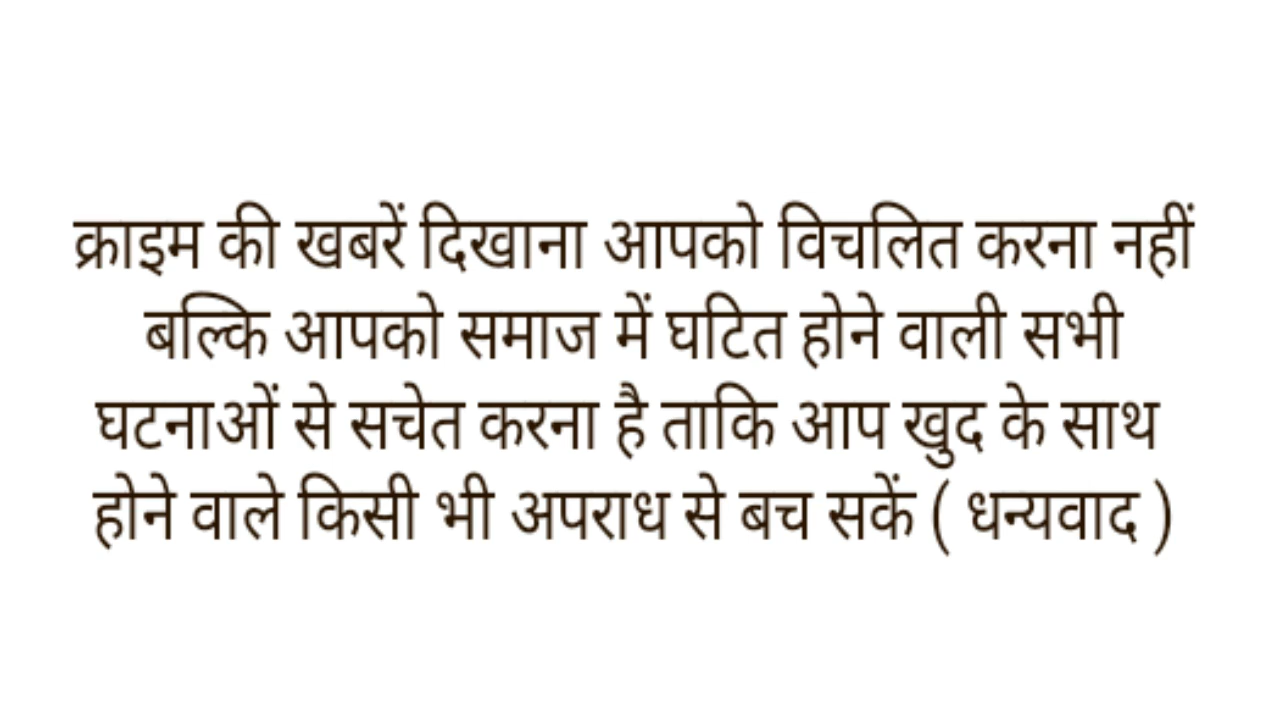 क्राइम की खबरें दिखाना आपको विचलित करना नहीं
बल्कि आपको समाज में घटित होने वाली सभी
घटनाओं से सचेत करना है ताकि आप खुद के साथ
होने वाले किसी भी अपराध से बच सकें ( धन्यवाद )